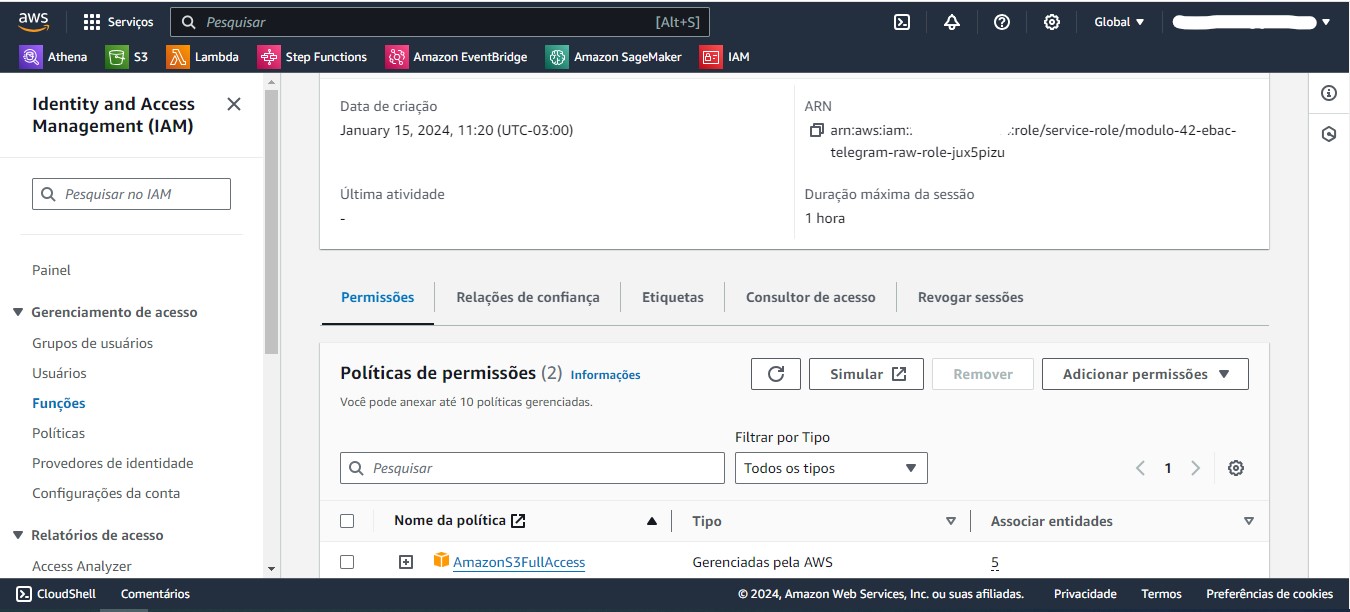 aws
Serviços
Pesquisar
[Alt+S]
Global
Athena
S3
Lambda
Step Functions
Amazon EventBridge
Amazon SageMaker
IAM
Identity and Access
Management (IAM)
Pesquisar no IAM
Painel
Gerenciamento de acesso
Grupos de usuários
Usuários
Funções
Políticas
Provedores de identidade
Configurações da conta
Relatórios de acesso
Access Analyzer
Data de criação
January 15, 2024, 11:20 (UTC-03:00)
ARN
arn:aws:iam:: :role/service-role/modulo-42-ebac-
telegram-raw-role-jux5pizu
Última atividade
-
Duração máxima da sessão
1 hora
Permissões
Relações de confiança
Etiquetas
Consultor de acesso
Revogar sessões
Políticas de permissões (2) Informações
Você pode anexar até 10 políticas gerenciadas.
Simular
Remover
Adicionar permissões
Filtrar por Tipo
Pesquisar
Todos os tipos
1
Nome da política
Tipo
Associar entidades
AmazonS3FullAccess
Gerenciadas pela AWS
5
CloudShell
Comentários
© 2024, Amazon Web Services, Inc. ou suas afiliadas.
Privacidade
Termos
Preferências de cookies